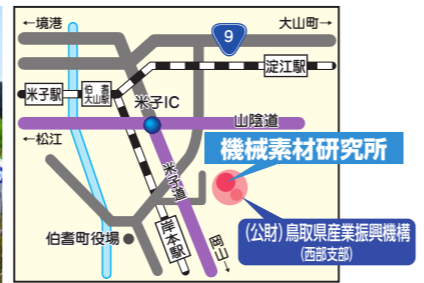 ←境港
大山町→
9
淀江駅
米子駅
伯耆
大山駅
米子IC
山陰道
←松江
機械素材研究所
米子道
(公財)鳥取県産業振興機構
(西部支部)
伯耆町役場
岸本駅
岡山→